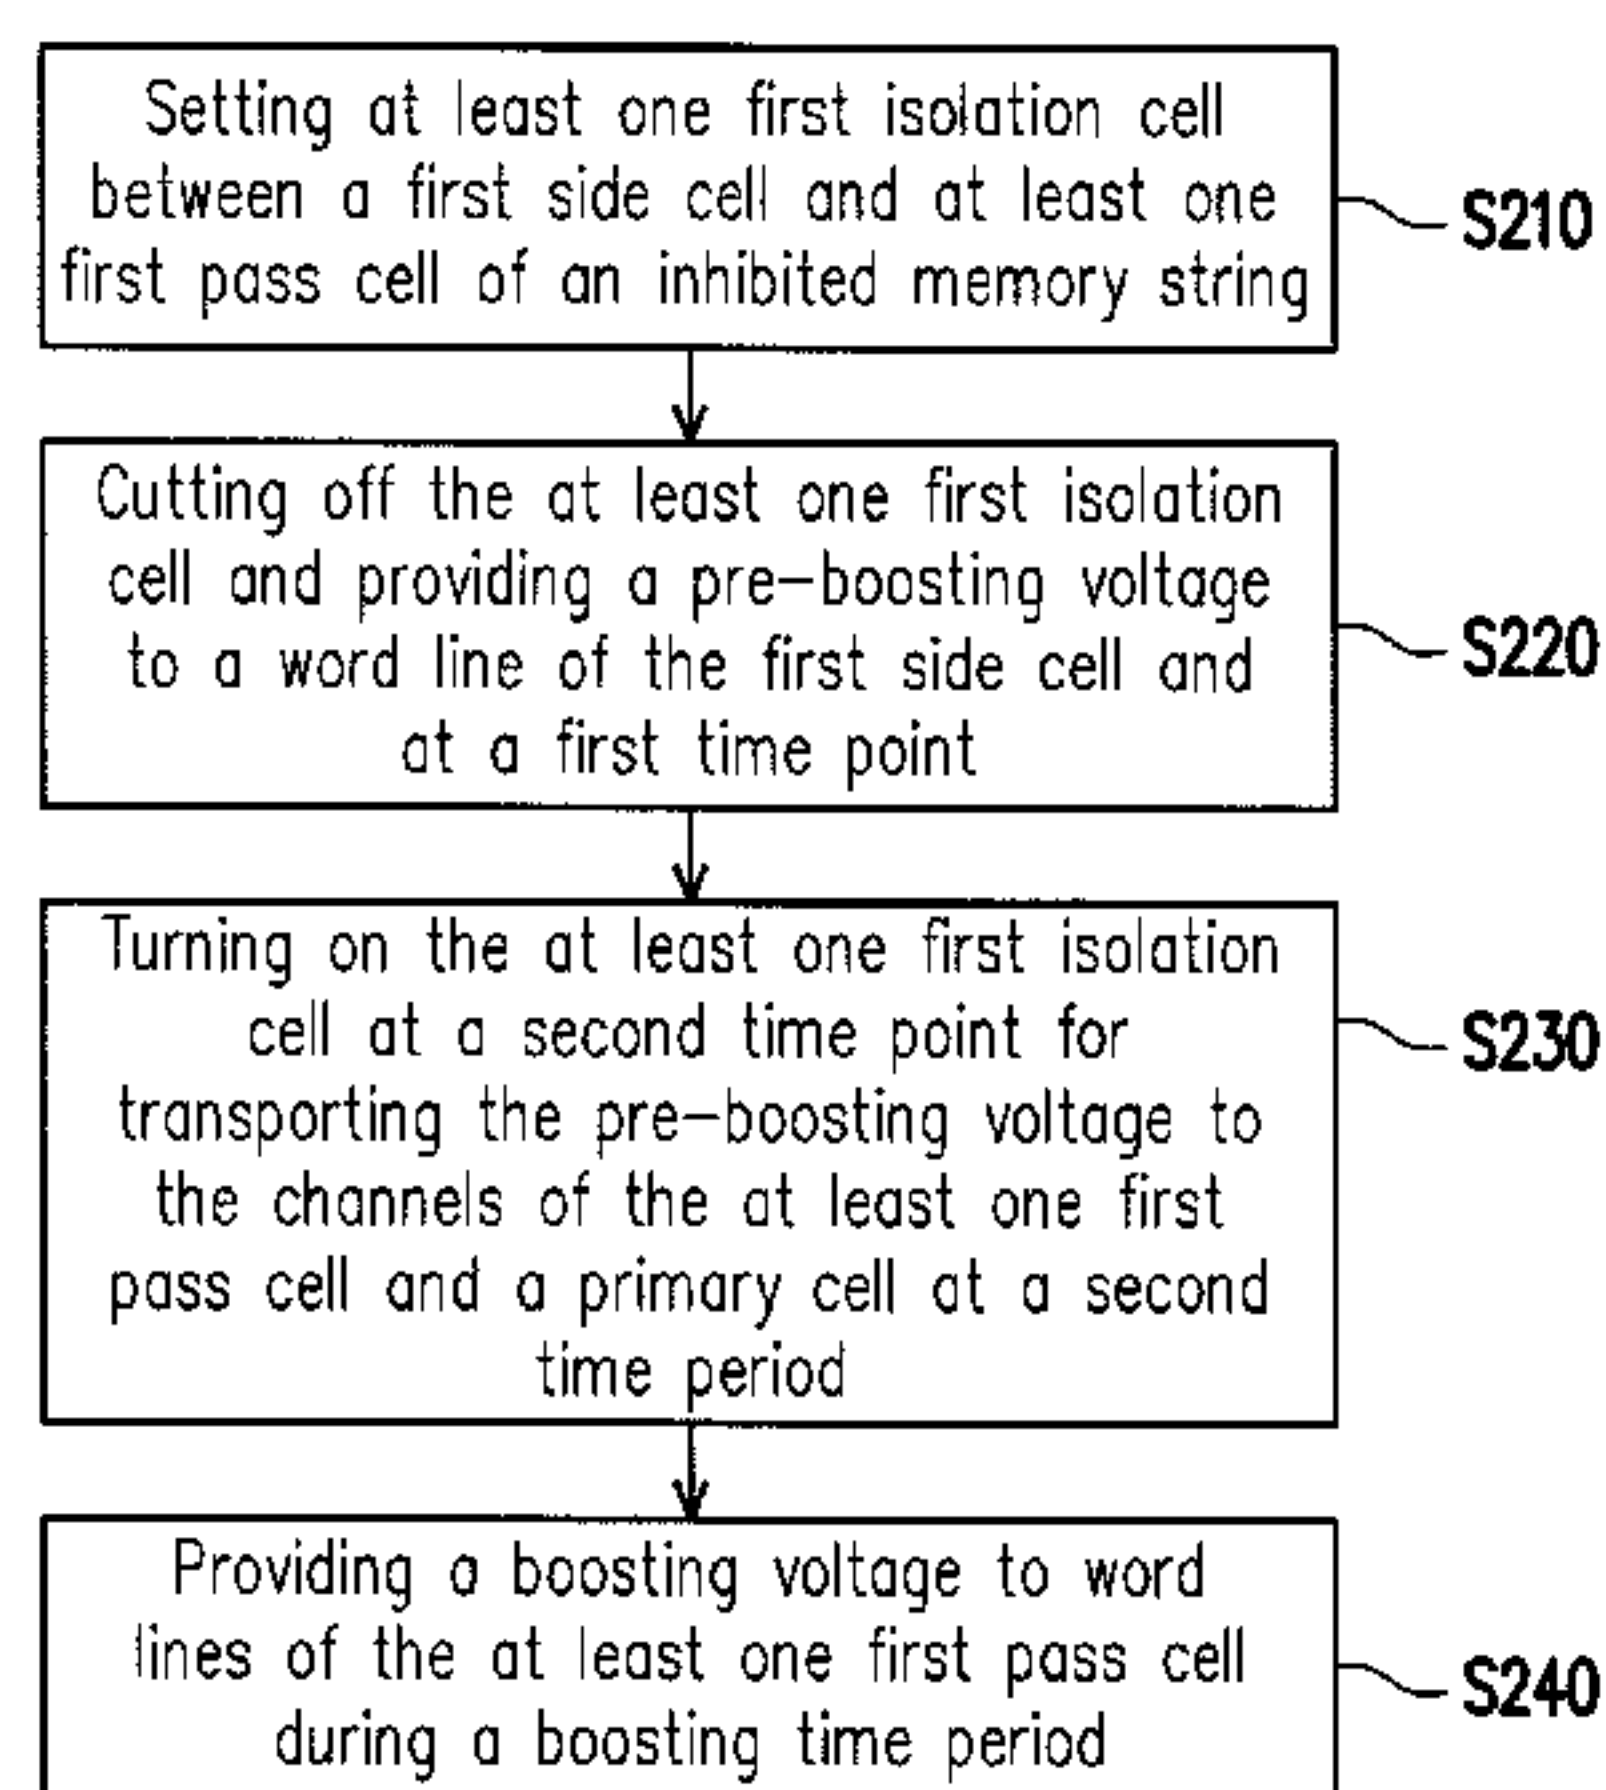 Setting at least one first isolation cell
between a first side cell and at least one
first pass cell of an inhibited memory string
S210
Cutting off the at least one first isolation
cell and providing a pre-boosting voltage
to a word line of the first side cell and
at a first time point
S220
Turning on the at least one first isolation
cell at a second time point for
transporting the pre-boosting voltage to
the channels of the at least one first
pass cell and a primary cell at a second
time period
S230
Providing a boosting voltage to word
lines of the at least one first pass cell
during a boosting time period
S240